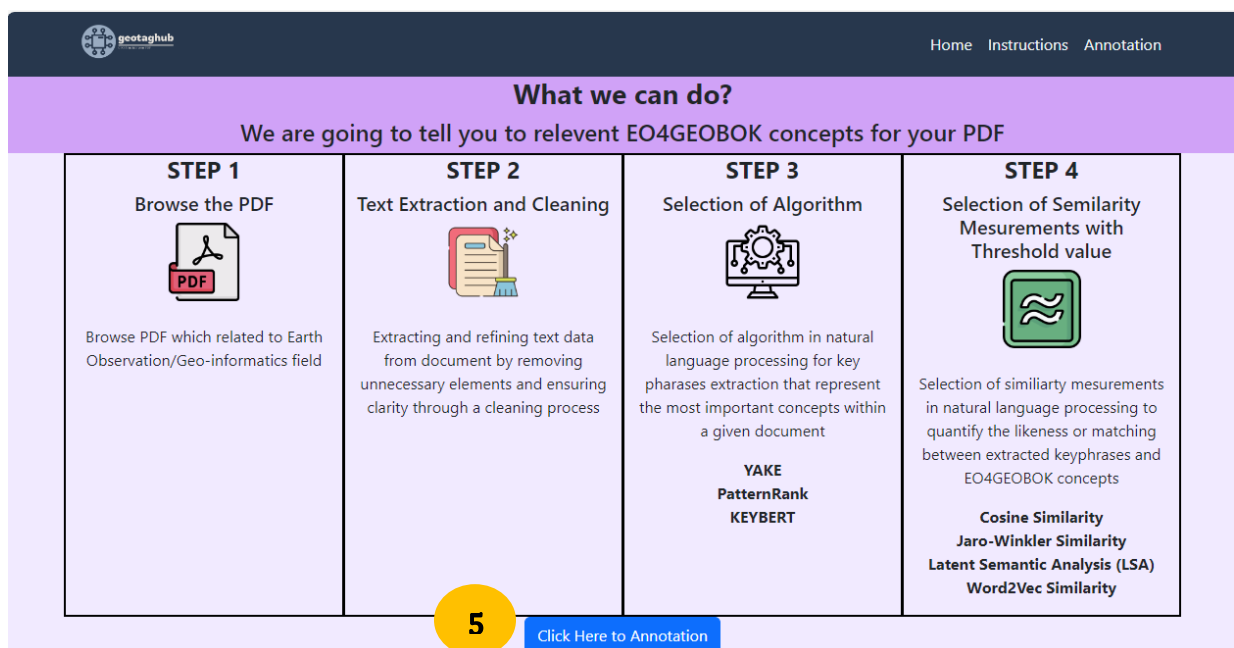 geotaghub
Home Instructions Annotation
What we can do?
We are going to tell you to relevent EO4GEOBOK concepts for your PDF
STEP 1
Browse the PDF
PDF
Browse PDF which related to Earth
Observation/Geo-informatics field
STEP 2
Text Extraction and Cleaning
Extracting and refining text data
from document by removing
unnecessary elements and ensuring
clarity through a cleaning process
STEP 3
Selection of Algorithm
Selection of algorithm in natural
language processing for key
pharases extraction that represent
the most important concepts within
a given document
YAKE
PatternRank
KEYBERT
STEP 4
Selection of Semilarity
Mesurements with
Threshold value
Selection of similiarty mesurements
in natural language processing to
quantify the likeness or matching
between extracted keyphrases and
EO4GEOBOK concepts
Cosine Similarity
Jaro-Winkler Similarity
Latent Semantic Analysis (LSA)
Word2Vec Similarity
5
Click Here to Annotation